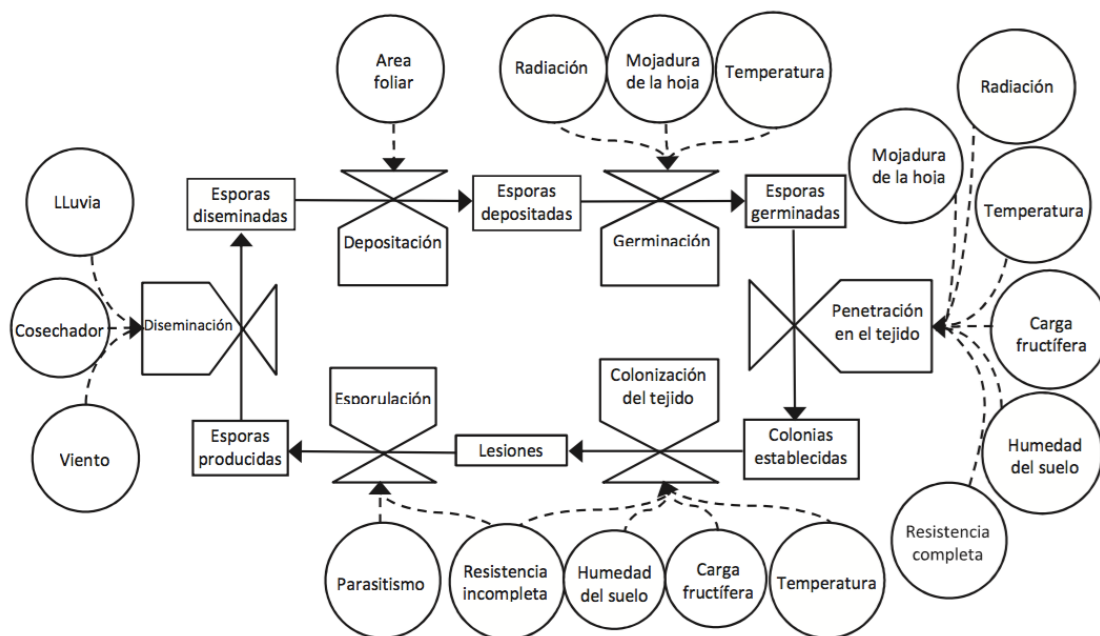 Area
foliar
Radiación
Mojadura
de la hoja
Temperatura
Radiación
Mojadura
de la hoja
LLuvia
Esporas
diseminadas
Esporas
depositadas
Esporas
germinadas
Temperatura
Depositación
Germinación
Cosechador
Diseminación
Penetración
en el tejido
Carga
fructífera
Esporulación
Colonización
del tejido
Viento
Esporas
producidas
Lesiones
Colonias
establecidas
Humedad
del suelo
Resistencia
completa
Parasitismo
Resistencia
incompleta
Humedad
del suelo
Carga
fructífera
Temperatura